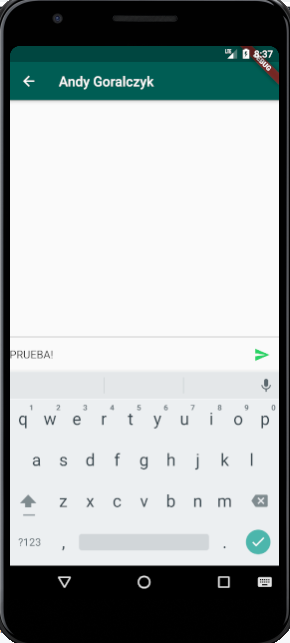 LTE 8:37
DEBUG
Andy Goralczyk
PRUEBA!
1 2 3 4 5 6 7 8 9 0
q w e r t y u i o p
a s d f g h j k l
z x c v b n m
?123 , .